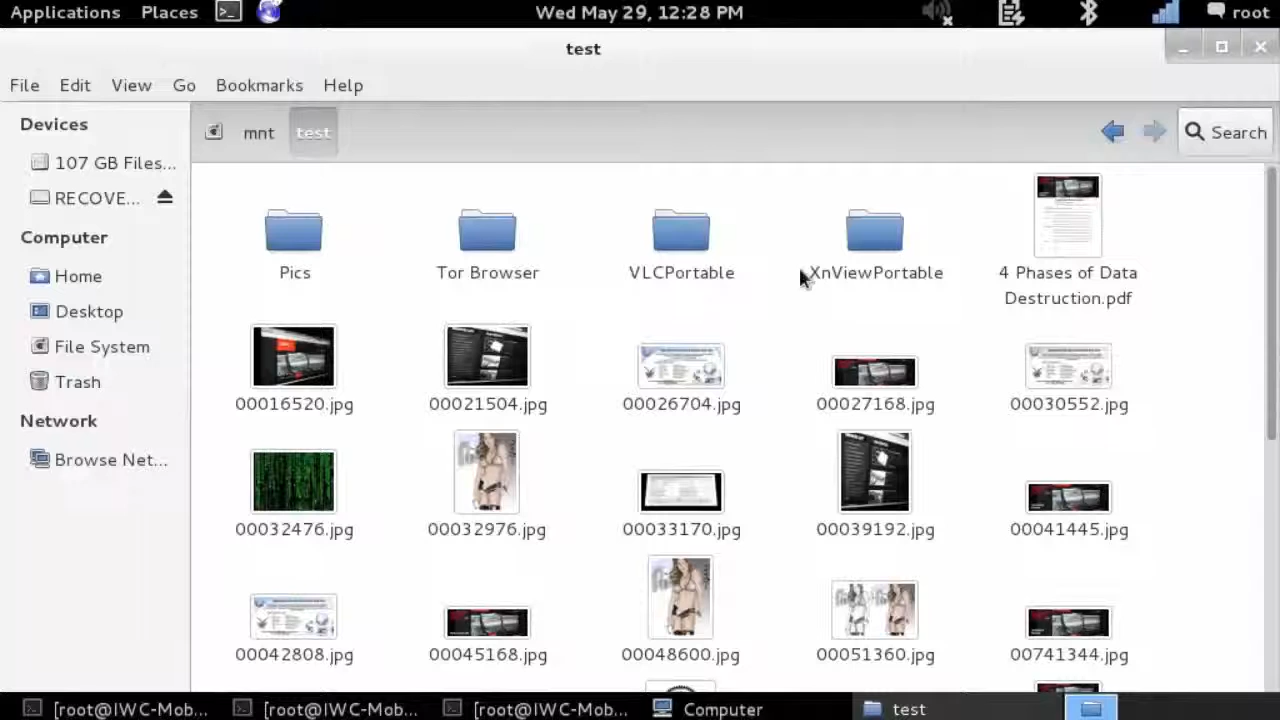 Applications Places Wed May 29, 12:28 PM root
test
File Edit View Go Bookmarks Help
Devices
107 GB Files...
RECOVE...
Computer
Home
Desktop
File System
Trash
Network
Browse Net...
mnt test Search
Pics Tor Browser VLCPortable XnViewPortable 4 Phases of Data
Destruction.pdf
00016520.jpg 00021504.jpg 00026704.jpg 00027168.jpg 00030552.jpg
00032476.jpg 00032976.jpg 00033170.jpg 00039192.jpg 00041445.jpg
00042808.jpg 00045168.jpg 00048600.jpg 00051360.jpg 00741344.jpg
[root@IWC-Mob... [root@IWC-Mob... [root@IWC-Mob... Computer test